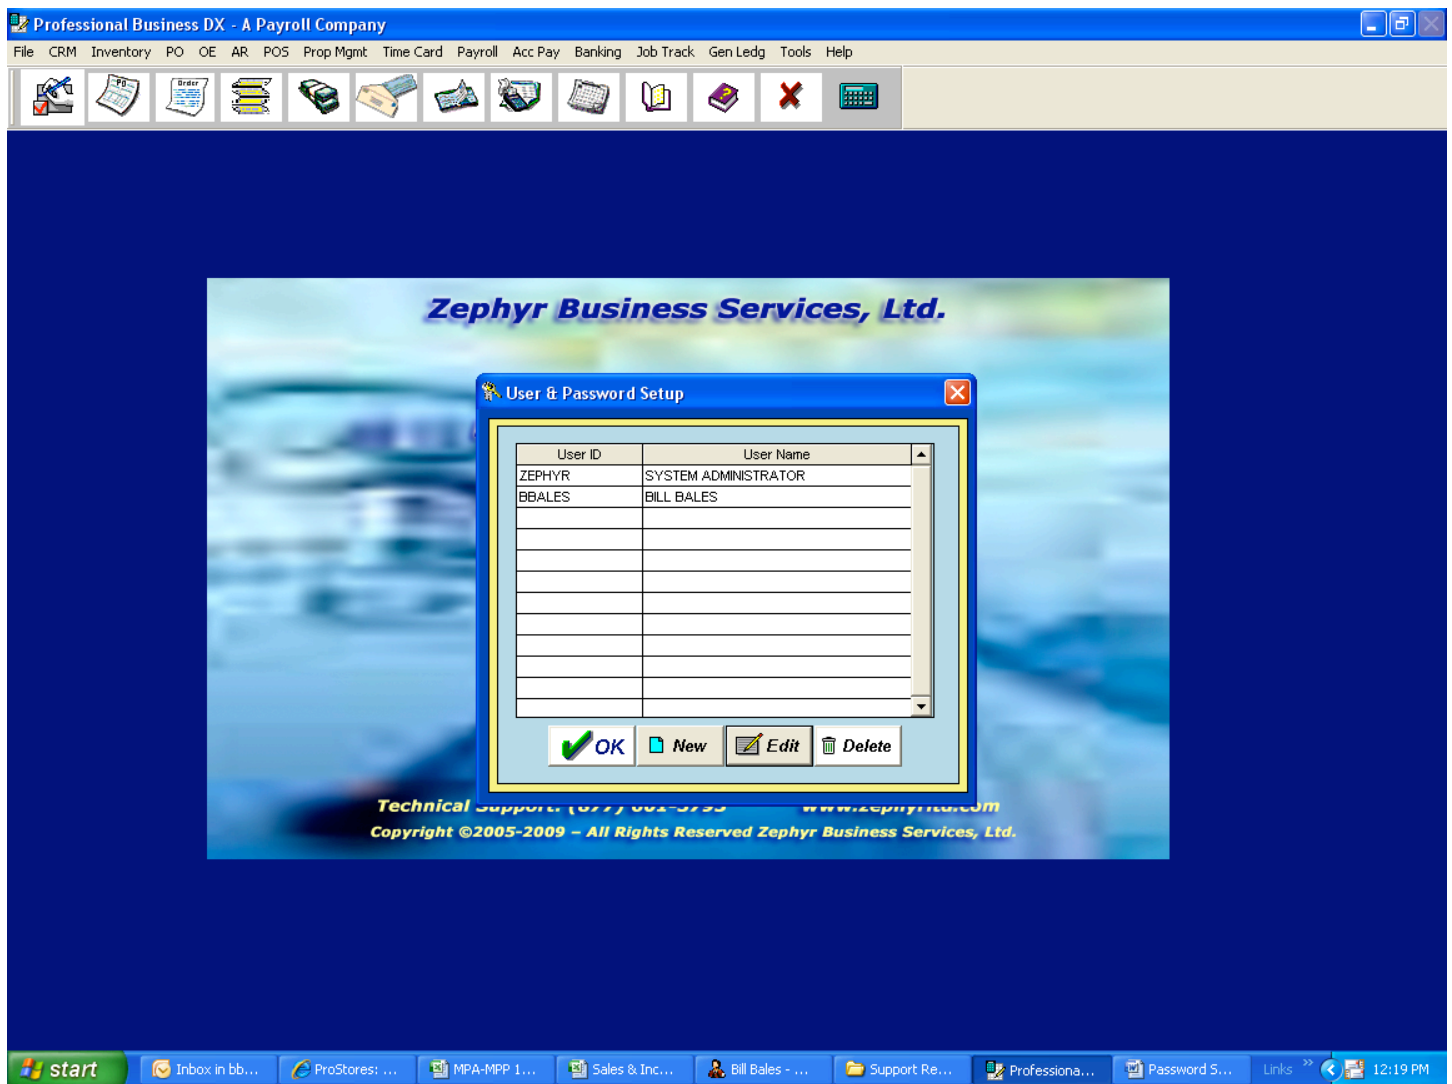 Professional Business DX - A Payroll Company
File CRM Inventory PO OE AR POS Prop Mgmt Time Card Payroll Acc Pay Banking Job Track Gen Ledg Tools Help
PO
Order
Zephyr Business Services, Ltd.
User & Password Setup
User ID User Name
ZEPHYR SYSTEM ADMINISTRATOR
BBALES BILL BALES
OK New Edit Delete
Technical
Copyright ©2005-2009 – All Rights Reserved Zephyr Business Services, Ltd.
start Inbox in bb... ProStores: ... MPA-MPP 1... Sales & Inc... Bill Bales - ... Support Re... Professiona... Password S... Links » 12:19 PM